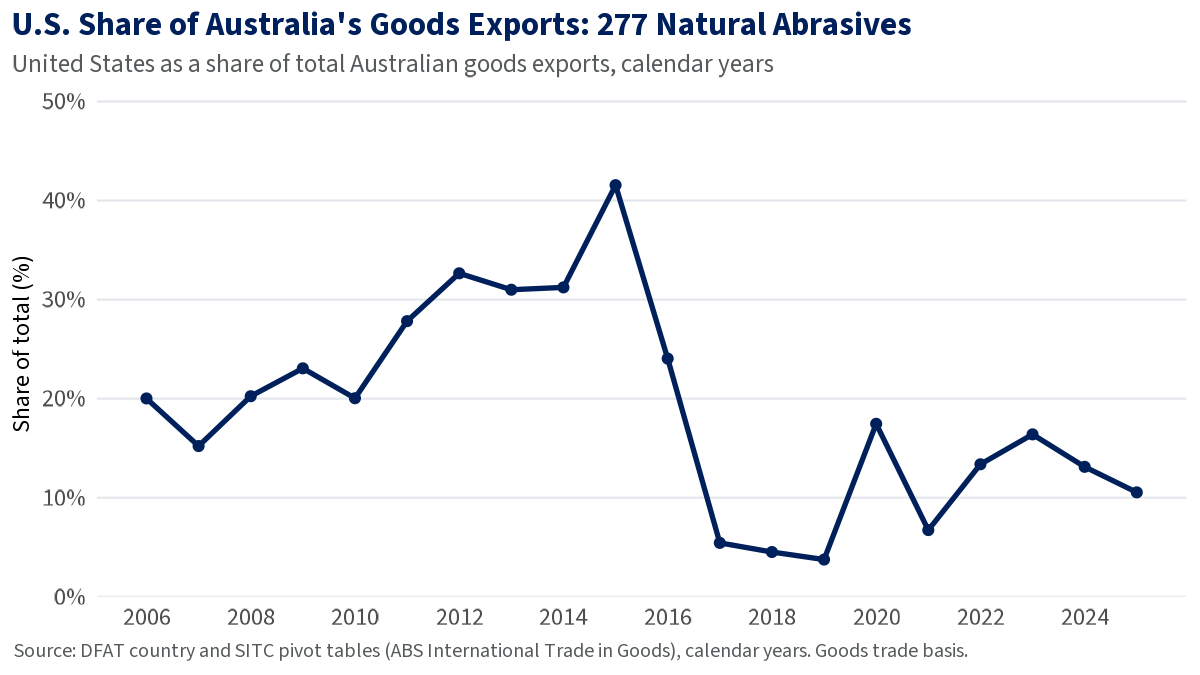 U.S. Share of Australia's Goods Exports: 277 Natural Abrasives
United States as a share of total Australian goods exports, calendar years
Share of total (%)
50%
40%
30%
20%
10%
0%
2006 2008 2010 2012 2014 2016 2018 2020 2022 2024
Source: DFAT country and SITC pivot tables (ABS International Trade in Goods), calendar years. Goods trade basis.